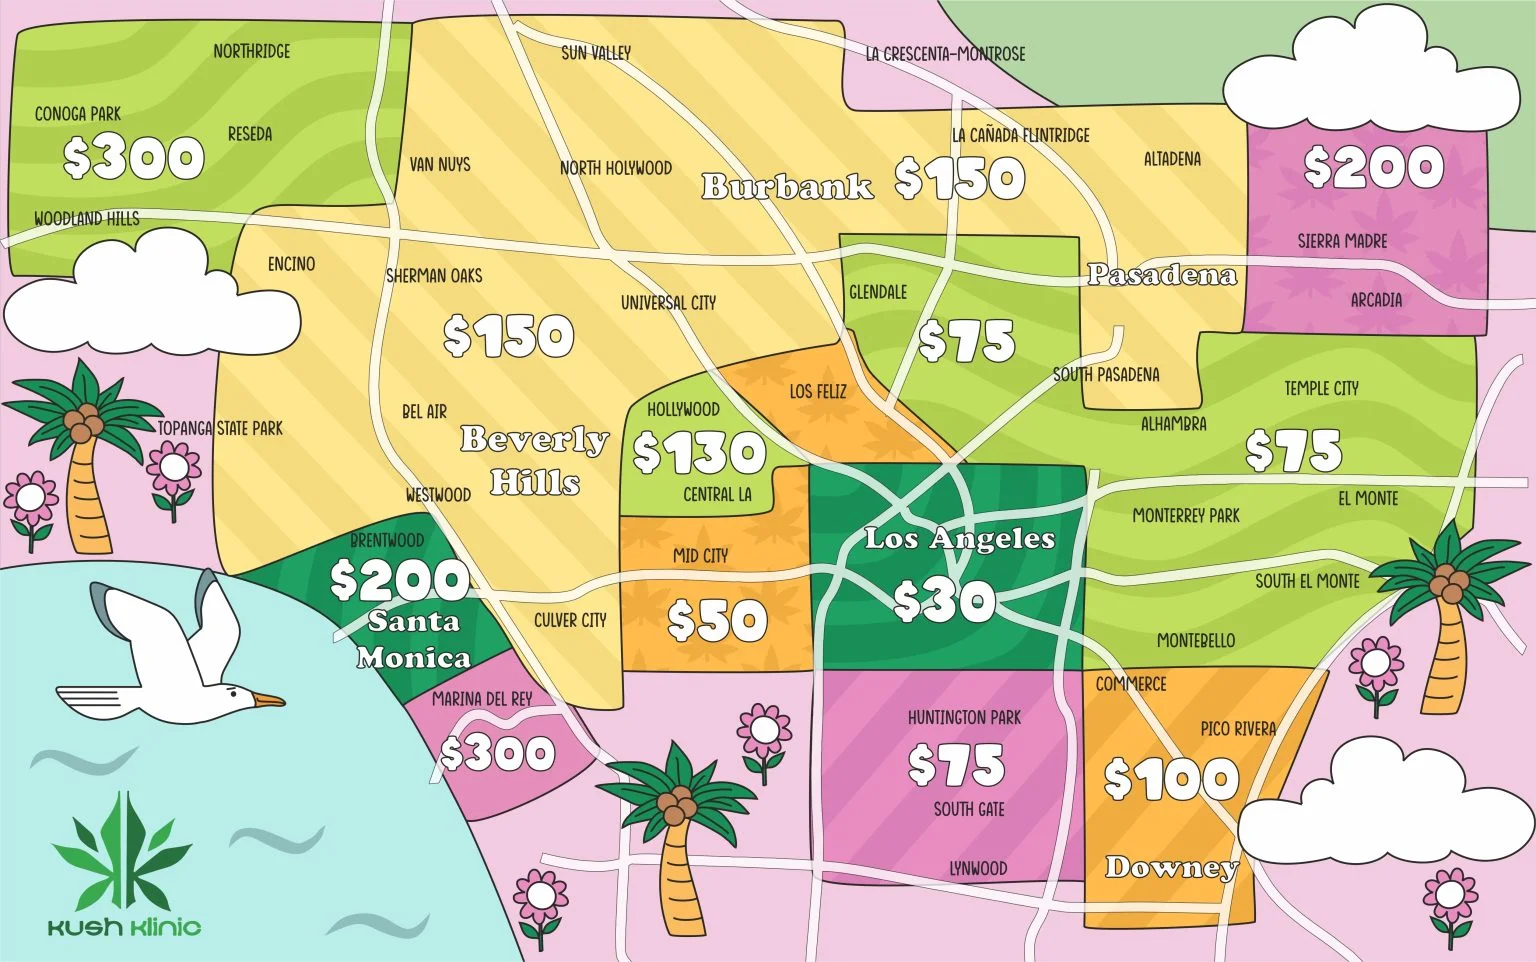 NORTHRIDGE
SUN VALLEY
LA CRESCENTA-MONTROSE
CONOGA PARK
RESEDA
$300
WOODLAND HILLS
VAN NUYS
NORTH HOLYWOOD
Burbank
$150
LA CAÑADA FLINTRIDGE
ALTADENA
$200
SIERRA MADRE
ARCADIA
ENCINO
SHERMAN OAKS
UNIVERSAL CITY
$150
GLENDALE
$75
Pasadena
SOUTH PASADENA
TOPANGA STATE PARK
BEL AIR
Beverly
Hills
WESTWOOD
HOLLYWOOD
$130
CENTRAL LA
LOS FELIZ
TEMPLE CITY
ALHAMBRA
$75
EL MONTE
MONTERREY PARK
SOUTH EL MONTE
MONTEBELLO
BRENTWOOD
$200
Santa
Monica
CULVER CITY
MID CITY
$50
Los Angeles
$30
MARINA DEL REY
$300
HUNTINGTON PARK
$75
SOUTH GATE
LYNWOOD
COMMERCE
PICO RIVERA
$100
Downey
KUSH KLINIC